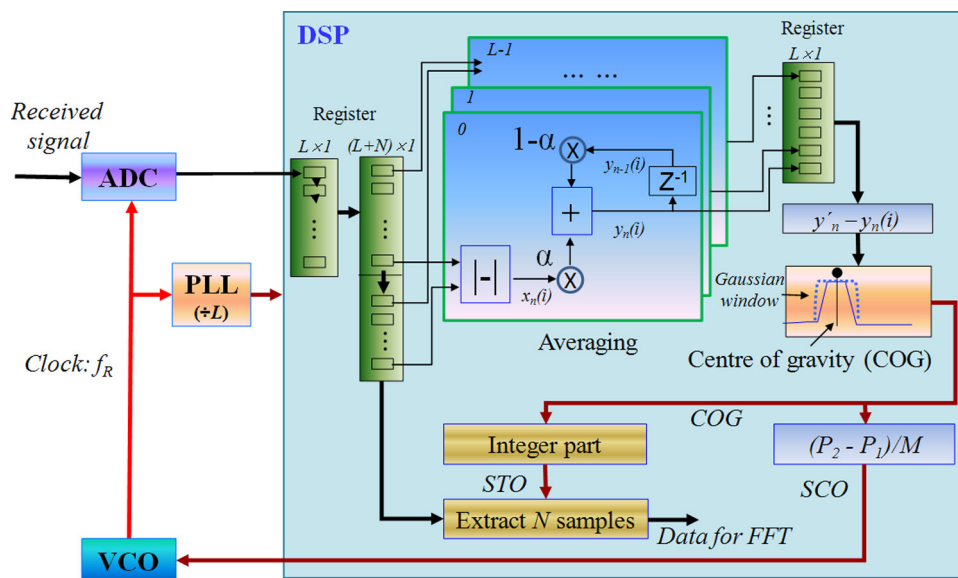 DSP
Received
signal
ADC
PLL
(÷L)
Clock: f_R
VCO
Register
L×1
(L+N)×1
L-1
... ...
1
0
1-α
X
y_{n-1}(i)
Z^{-1}
+
y_n(i)
|-|
α
X
x_n(i)
Averaging
Register
L×1
y′_n – y_n(i)
Gaussian
window
Centre of gravity (COG)
COG
Integer part
(P_2 - P_1)/M
STO
SCO
Extract N samples
Data for FFT